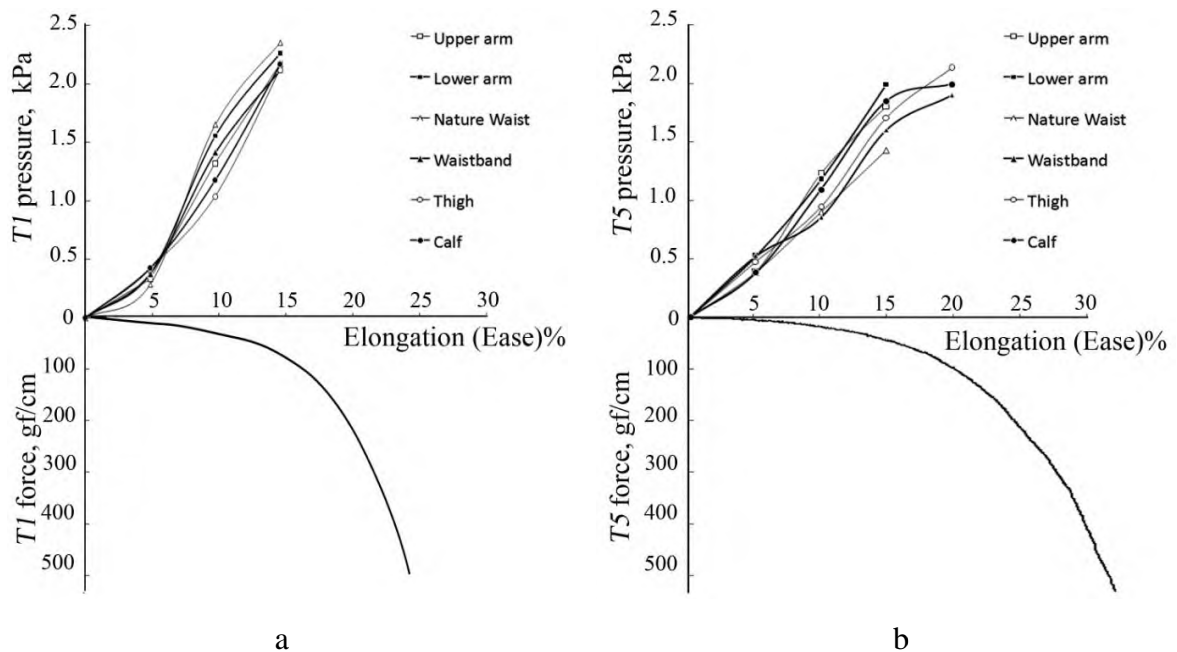 2.5
2.0
1.5
1.0
0.5
0
T1 pressure, kPa
Upper arm
Lower arm
Nature Waist
Waistband
Thigh
Calf
5 10 15 20 25 30
Elongation (Ease)%
100
200
300
400
500
T1 force, gf/cm
a
2.5
2.0
1.5
1.0
0.5
0
T5 pressure, kPa
Upper arm
Lower arm
Nature Waist
Waistband
Thigh
Calf
5 10 15 20 25 30
Elongation (Ease)%
100
200
300
400
500
T5 force, gf/cm
b